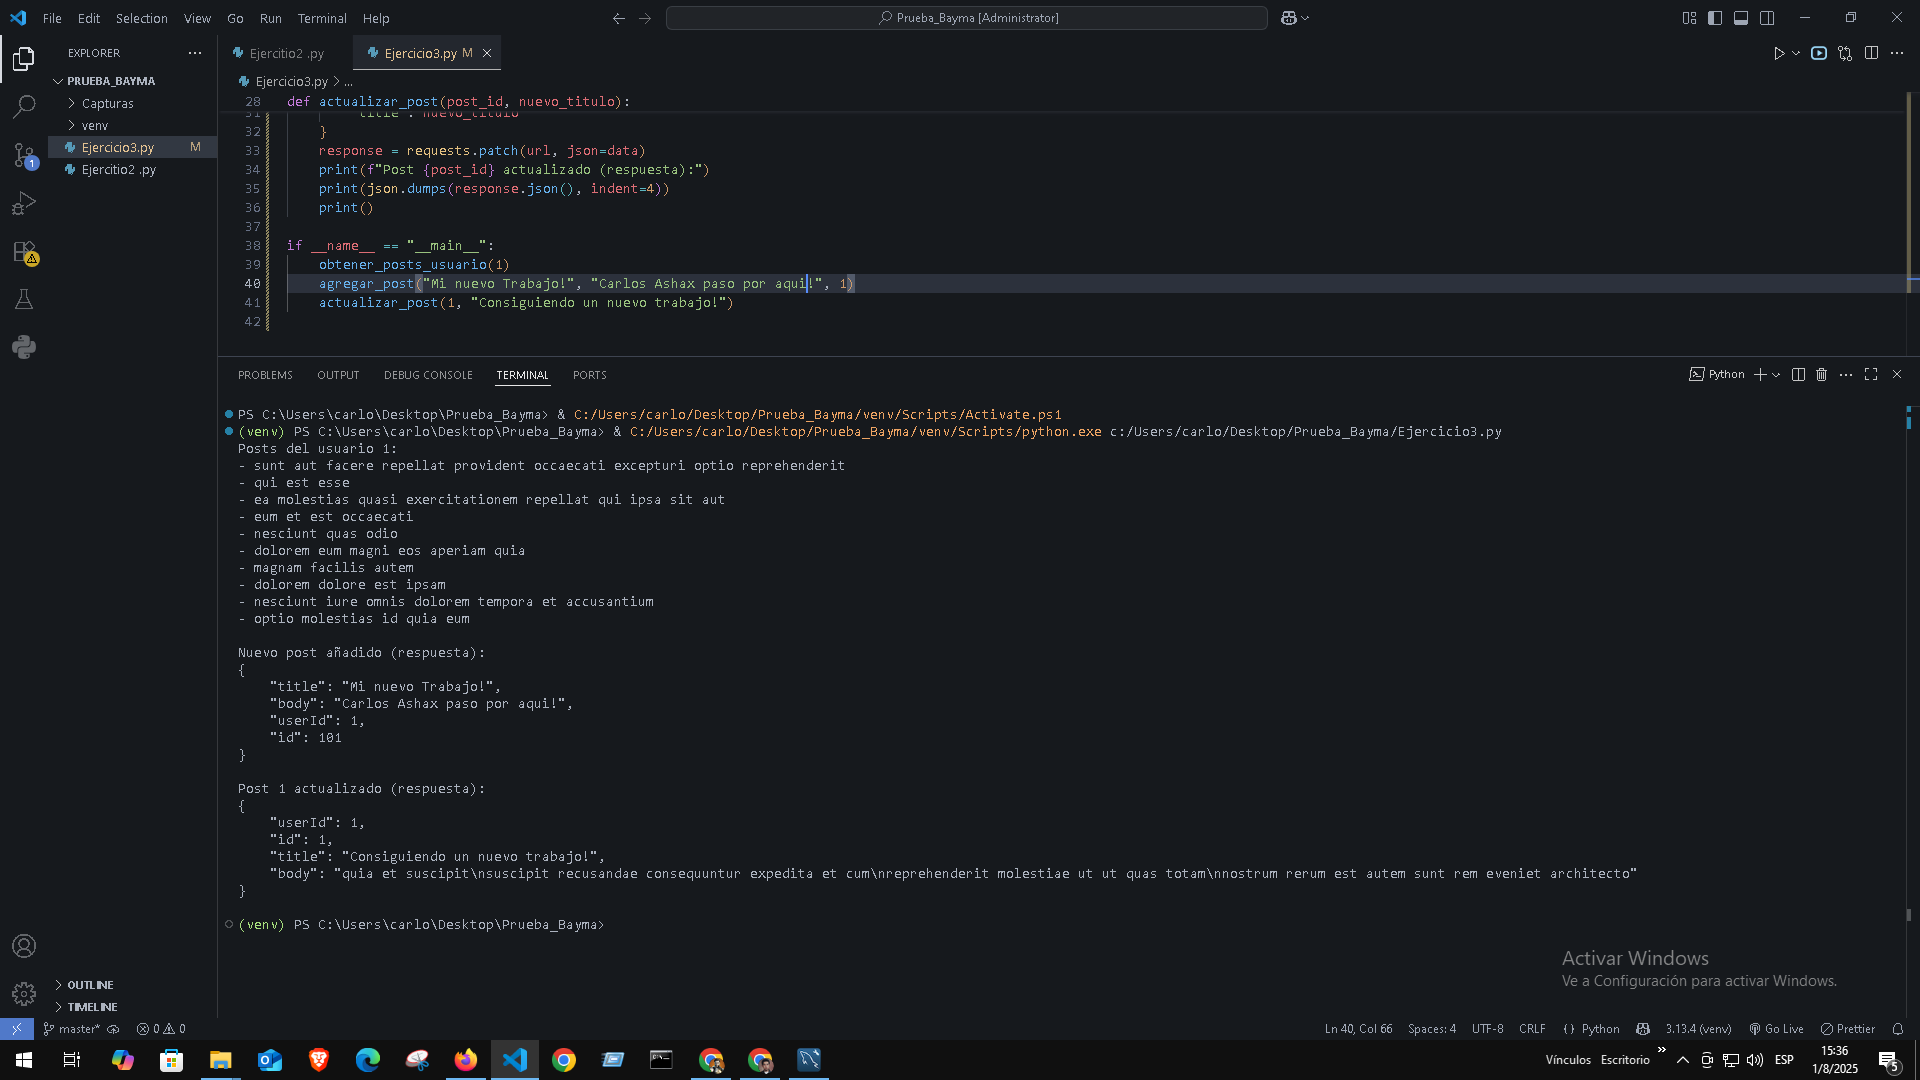 File Edit Selection View Go Run Terminal Help
Prueba_Bayma [Administrator]
EXPLORER
PRUEBA_BAYMA
Capturas
venv
Ejercicio3.py M
Ejercitio2 .py
OUTLINE
TIMELINE
Ejercitio2 .py
Ejercicio3.py M
Ejercicio3.py > ...
28 def actualizar_post(post_id, nuevo_titulo):
31 "title": nuevo_titulo
32 }
33 response = requests.patch(url, json=data)
34 print(f"Post {post_id} actualizado (respuesta):")
35 print(json.dumps(response.json(), indent=4))
36 print()
37
38 if __name__ == "__main__":
39 obtener_posts_usuario(1)
40 agregar_post("Mi nuevo Trabajo!", "Carlos Ashax paso por aqui!", 1)
41 actualizar_post(1, "Consiguiendo un nuevo trabajo!")
42
PROBLEMS OUTPUT DEBUG CONSOLE TERMINAL PORTS
Python
PS C:\Users\carlo\Desktop\Prueba_Bayma> & C:/Users/carlo/Desktop/Prueba_Bayma/venv/Scripts/Activate.ps1
(venv) PS C:\Users\carlo\Desktop\Prueba_Bayma> & C:/Users/carlo/Desktop/Prueba_Bayma/venv/Scripts/python.exe c:/Users/carlo/Desktop/Prueba_Bayma/Ejercicio3.py
Posts del usuario 1:
- sunt aut facere repellat provident occaecati excepturi optio reprehenderit
- qui est esse
- ea molestias quasi exercitationem repellat qui ipsa sit aut
- eum et est occaecati
- nesciunt quas odio
- dolorem eum magni eos aperiam quia
- magnam facilis autem
- dolorem dolore est ipsam
- nesciunt iure omnis dolorem tempora et accusantium
- optio molestias id quia eum
Nuevo post añadido (respuesta):
{
"title": "Mi nuevo Trabajo!",
"body": "Carlos Ashax paso por aqui!",
"userId": 1,
"id": 101
}
Post 1 actualizado (respuesta):
{
"userId": 1,
"id": 1,
"title": "Consiguiendo un nuevo trabajo!",
"body": "quia et suscipit\nsuscipit recusandae consequuntur expedita et cum\nreprehenderit molestiae ut ut quas totam\nnostrum rerum est autem sunt rem eveniet architecto"
}
(venv) PS C:\Users\carlo\Desktop\Prueba_Bayma>
Activar Windows
Ve a Configuración para activar Windows.
1
master* 0 0
Ln 40, Col 66 Spaces: 4 UTF-8 CRLF {} Python 3.13.4 (venv) Go Live Prettier
Vínculos Escritorio » ESP
15:36
1/8/2025
5